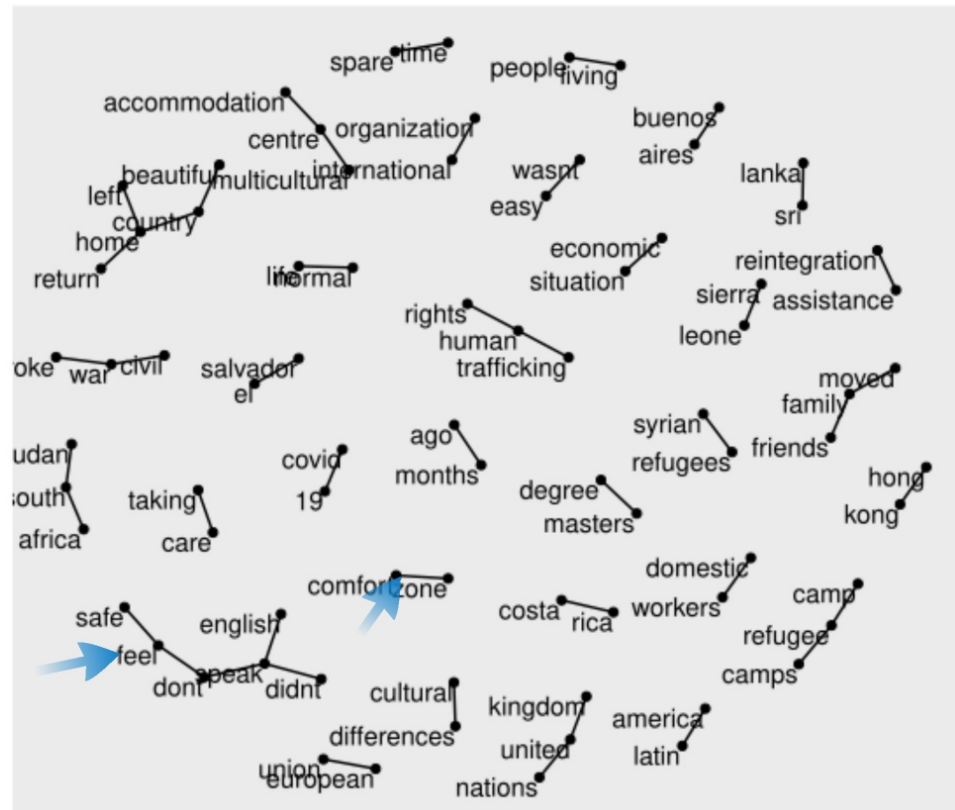 spare time
people living
accommodation
centre
organization
buenos
aires
beautiful
multicultural
international
wasnt
easy
lanka
sri
left
country
home
return
life normal
economic
situation
reintegration
assistance
sierra
leone
rights
human
trafficking
oke
war
civil
salvador
el
moved
family
friends
syrian
refugees
ago
months
udan
south
africa
covid
19
taking
care
degree
masters
hong
kong
comfort zone
costa
rica
domestic
workers
camp
refugee
camps
safe
feel
dont
speak
english
didnt
cultural
differences
kingdom
united
nations
america
latin
union
european